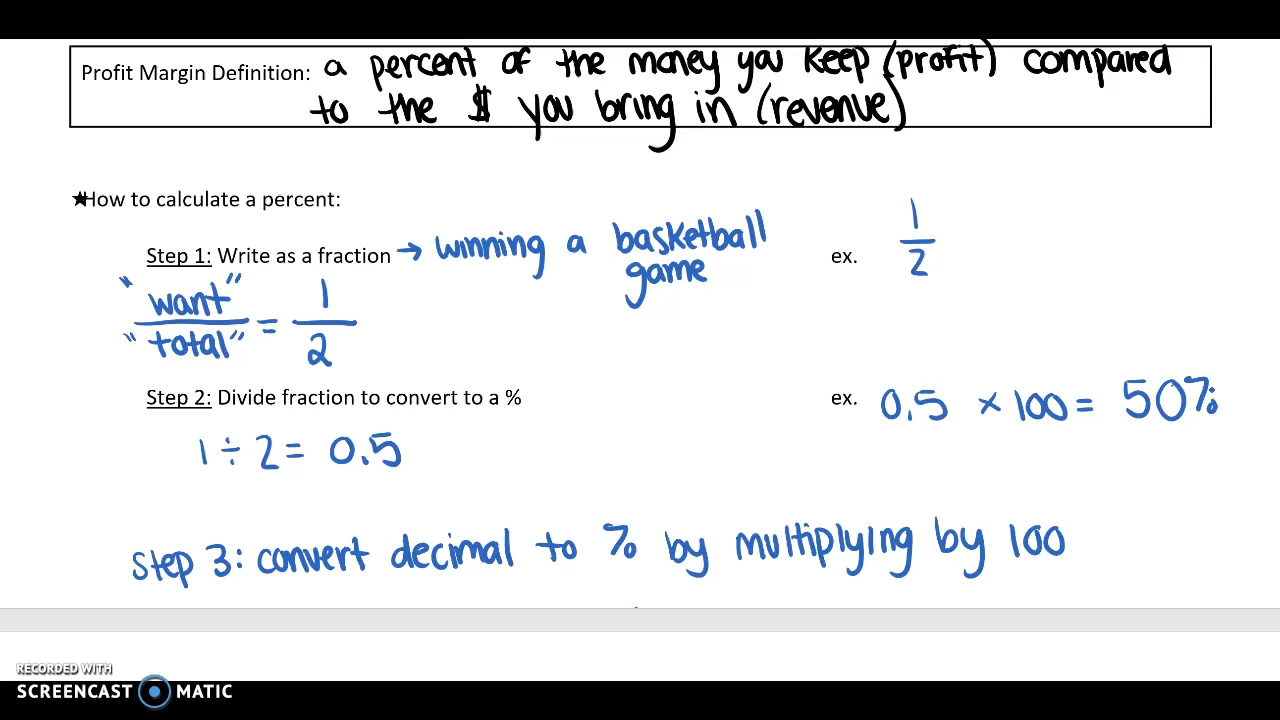 Profit Margin Definition: a percent of the money you keep (profit) compared
to the $ you bring in (revenue)
★How to calculate a percent:
Step 1: Write as a fraction → winning a basketball
game
ex. 1/2
"want" / "total" = 1/2
Step 2: Divide fraction to convert to a %
ex. 0.5 × 100 = 50%
1 ÷ 2 = 0.5
Step 3: convert decimal to % by multiplying by 100
RECORDED WITH
SCREENCAST MATIC